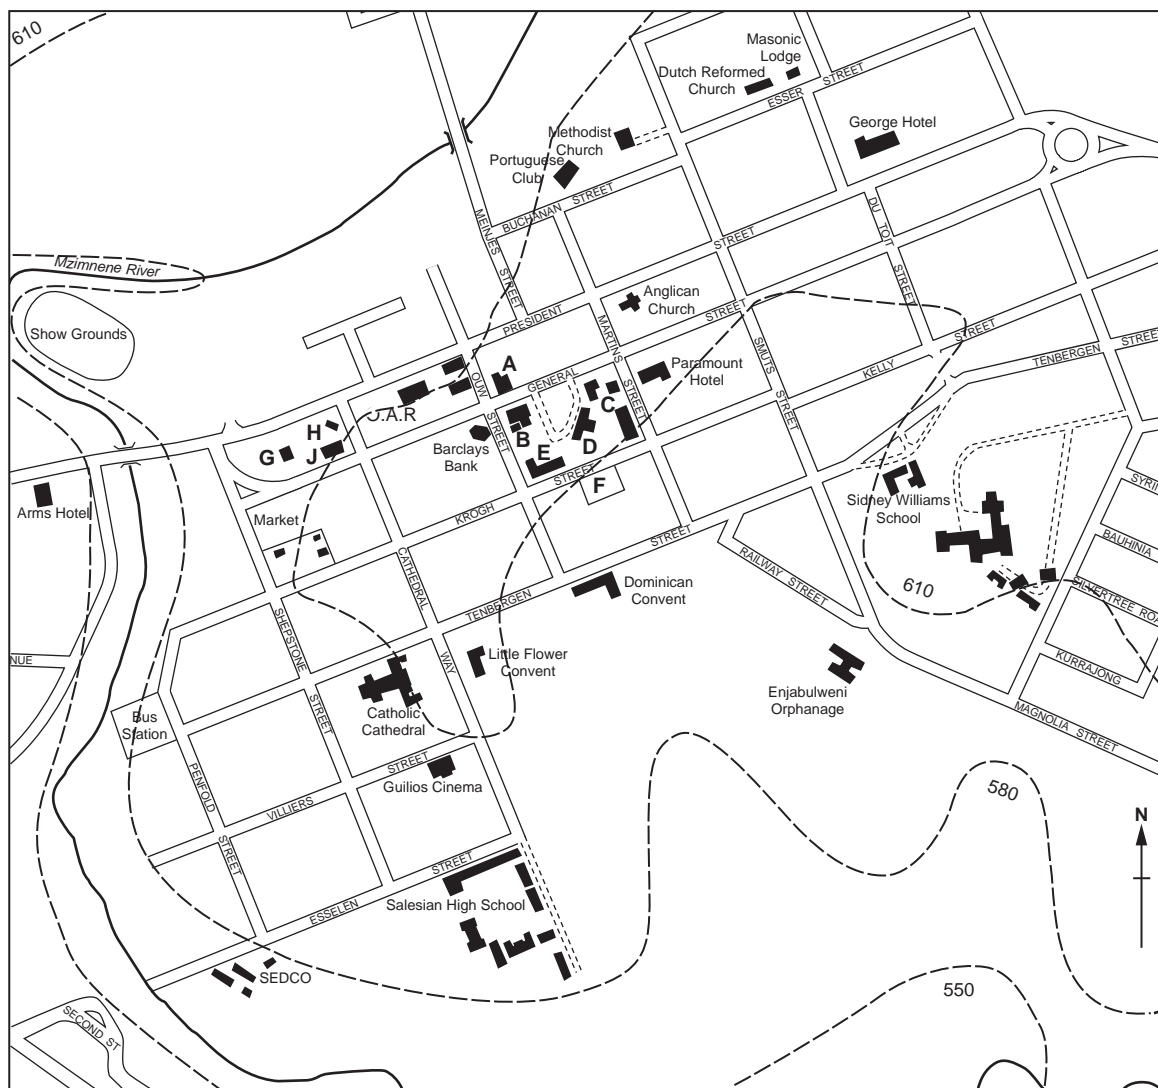 610
Masonic
Lodge
Dutch Reformed
Church
ESSER STREET
George Hotel
Methodist
Church
Portuguese
Club
BUCHANAN STREET
MEINJES STREET
DU TOIT STREET
STREET
Mzimnene River
Show Grounds
Anglican
Church
PRESIDENT
STREET
MARTINS STREET
SMUTS STREET
KELLY STREET
TENBERGEN STREET
Paramount
Hotel
A
GENERAL
OUW STREET
C
J.A.R
B
D
E
F
H
G
J
Barclays
Bank
Arms Hotel
Market
KROGH STREET
Sidney Williams
School
SYRIN
BAUHINIA
SILVERTREE ROA
KURRAJONG
RAILWAY STREET
610
CATHEDRAL WAY
TENBERGEN STREET
Dominican
Convent
SHEPSTONE STREET
NUE
Little Flower
Convent
Enjabulweni
Orphanage
MAGNOLIA STREET
Catholic
Cathedral
Bus
Station
PENFOLD STREET
VILLIERS STREET
Guilios Cinema
580
N
ESSELEN STREET
Salesian High School
SEDCO
550
SECOND ST